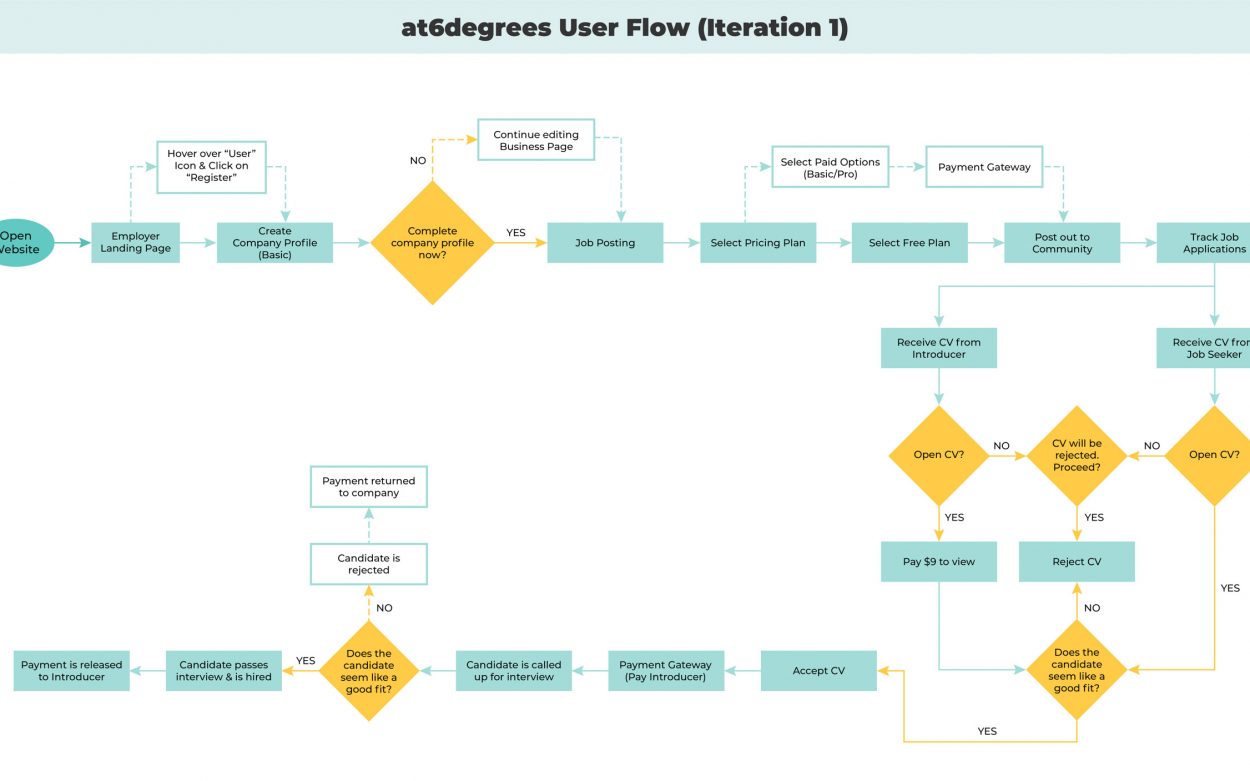 at6degrees User Flow (Iteration 1)
Hover over “User”
Icon & Click on
“Register”
NO
Continue editing
Business Page
Select Paid Options
(Basic/Pro)
Payment Gateway
Open
Website
Employer
Landing Page
Create
Company Profile
(Basic)
Complete
company profile
now?
YES
Job Posting
Select Pricing Plan
Select Free Plan
Post out to
Community
Track Job
Applications
Receive CV from
Introducer
Receive CV from
Job Seeker
Open CV?
NO
CV will be
rejected.
Proceed?
NO
Open CV?
YES
YES
Pay $9 to view
Reject CV
YES
NO
Payment returned
to company
Candidate is
rejected
NO
Payment is released
to Introducer
Candidate passes
interview & is hired
YES
Does the
candidate
seem like a
good fit?
Candidate is called
up for interview
Payment Gateway
(Pay Introducer)
Accept CV
Does the
candidate
seem like a
good fit?
YES